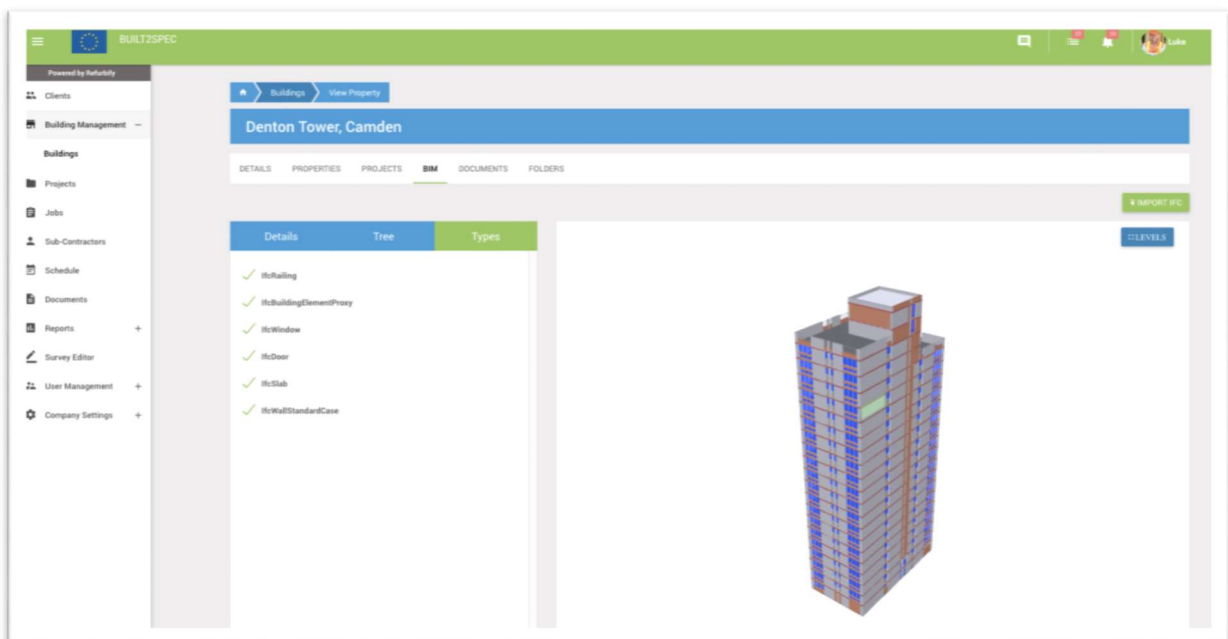 BUILT2SPEC
Luke
Powered by Refurbify
Clients
Building Management
Buildings
Projects
Jobs
Sub-Contractors
Schedule
Documents
Reports
Survey Editor
User Management
Company Settings
Buildings
View Property
Denton Tower, Camden
DETAILS PROPERTIES PROJECTS BIM DOCUMENTS FOLDERS
IMPORT IFC
Details Tree Types
LEVELS
IfcRailing
IfcBuildingElementProxy
IfcWindow
IfcDoor
IfcSlab
IfcWallStandardCase